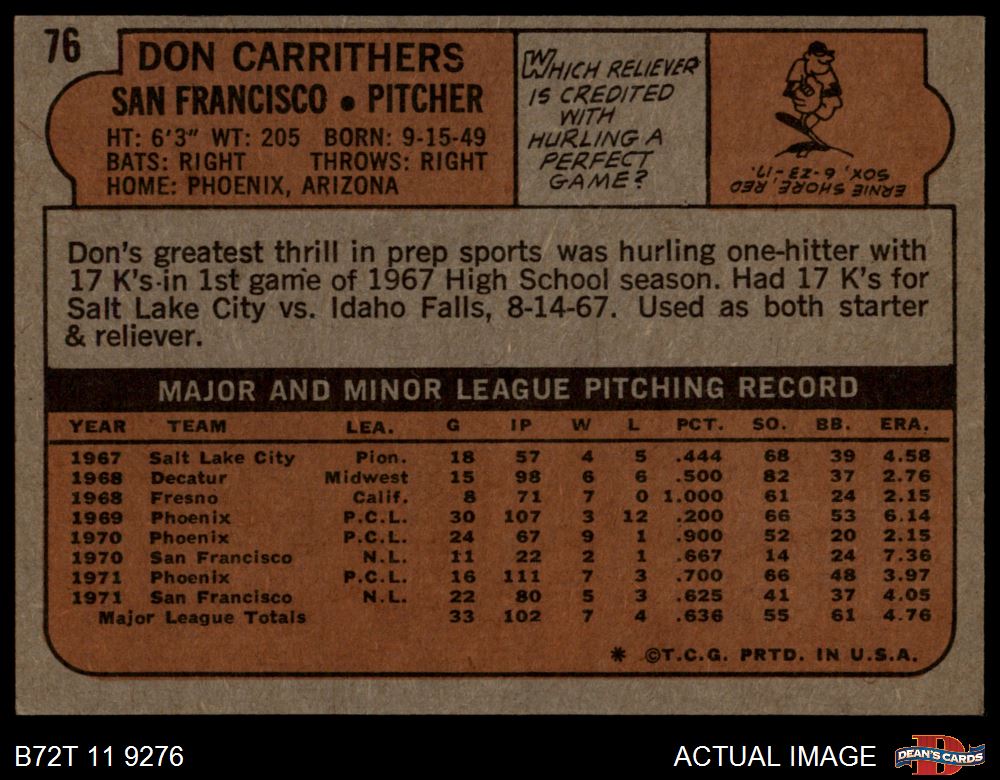 76
DON CARRITHERS
SAN FRANCISCO • PITCHER
HT: 6'3" WT: 205 BORN: 9-15-49
BATS: RIGHT THROWS: RIGHT
HOME: PHOENIX, ARIZONA
WHICH RELIEVER
IS CREDITED
WITH
HURLING A
PERFECT
GAME?
ERNIE SHORE, RED
SOX, 6-23-'17.
Don's greatest thrill in prep sports was hurling one-hitter with
17 K's in 1st game of 1967 High School season. Had 17 K's for
Salt Lake City vs. Idaho Falls, 8-14-67. Used as both starter
& reliever.
MAJOR AND MINOR LEAGUE PITCHING RECORD
YEAR TEAM LEA. G IP W L PCT. SO. BB. ERA.
1967 Salt Lake City Pion. 18 57 4 5 .444 68 39 4.58
1968 Decatur Midwest 15 98 6 6 .500 82 37 2.76
1968 Fresno Calif. 8 71 7 0 1.000 61 24 2.15
1969 Phoenix P.C.L. 30 107 3 12 .200 66 53 6.14
1970 Phoenix P.C.L. 24 67 9 1 .900 52 20 2.15
1970 San Francisco N.L. 11 22 2 1 .667 14 24 7.36
1971 Phoenix P.C.L. 16 111 7 3 .700 66 48 3.97
1971 San Francisco N.L. 22 80 5 3 .625 41 37 4.05
Major League Totals 33 102 7 4 .636 55 61 4.76
* ©T.C.G. PRTD. IN U.S.A.
B72T 11 9276
ACTUAL IMAGE
D
DEAN'S CARDS